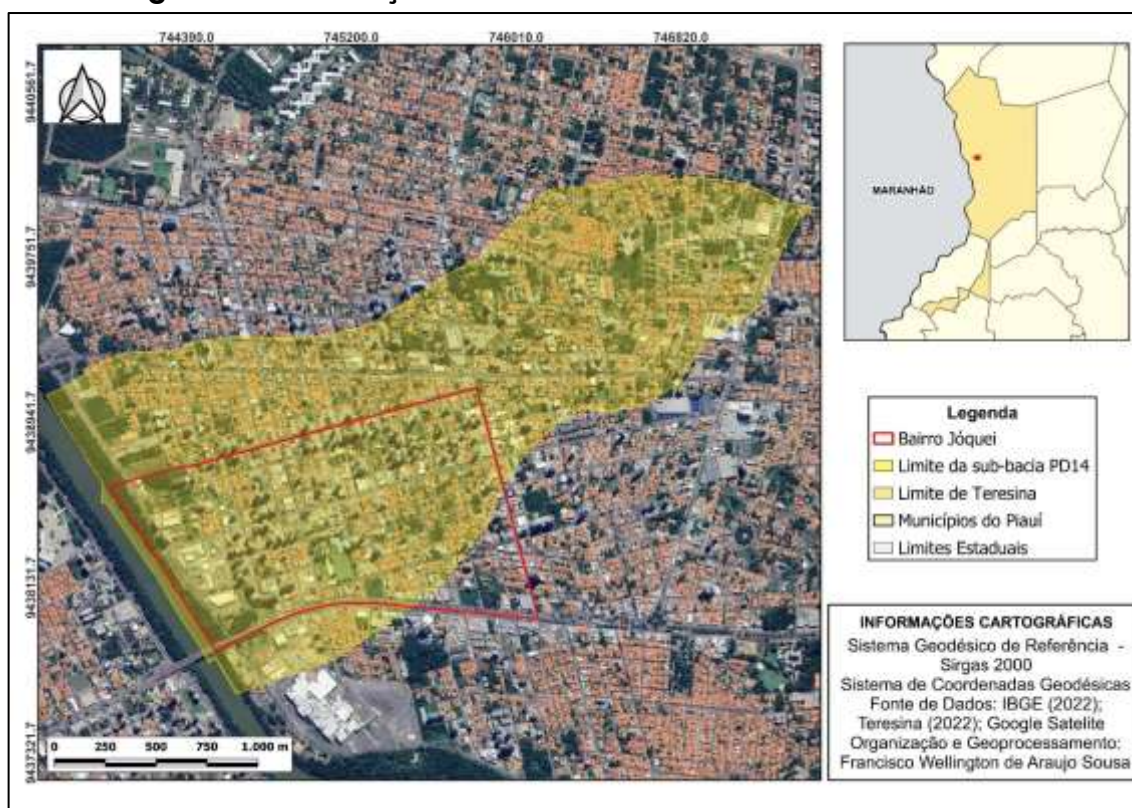 744390.0 745200.0 746010.0 746820.0
9440561.7
9439751.7
9438941.7
9438131.7
9437321.7
0 250 500 750 1.000 m
MARANHÃO
Legenda
Bairro Jóquei
Limite da sub-bacia PD14
Limite de Teresina
Municípios do Piauí
Limites Estaduais
INFORMAÇÕES CARTOGRÁFICAS
Sistema Geodésico de Referência -
Sirgas 2000
Sistema de Coordenadas Geodésicas
Fonte de Dados: IBGE (2022);
Teresina (2022); Google Satelite
Organização e Geoprocessamento:
Francisco Wellington de Araujo Sousa